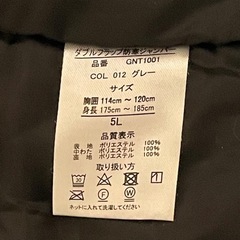 ダブルフラップ防寒ジャンパー
品番 GNT1001
COL 012 グレー
サイズ
胸囲 114cm ～ 120cm
身長 175cm ～ 185cm
5L
品質表示
表地 ポリエステル 100%
中わた ポリエステル 100%
裏地 ポリエステル 100%
取り扱い方